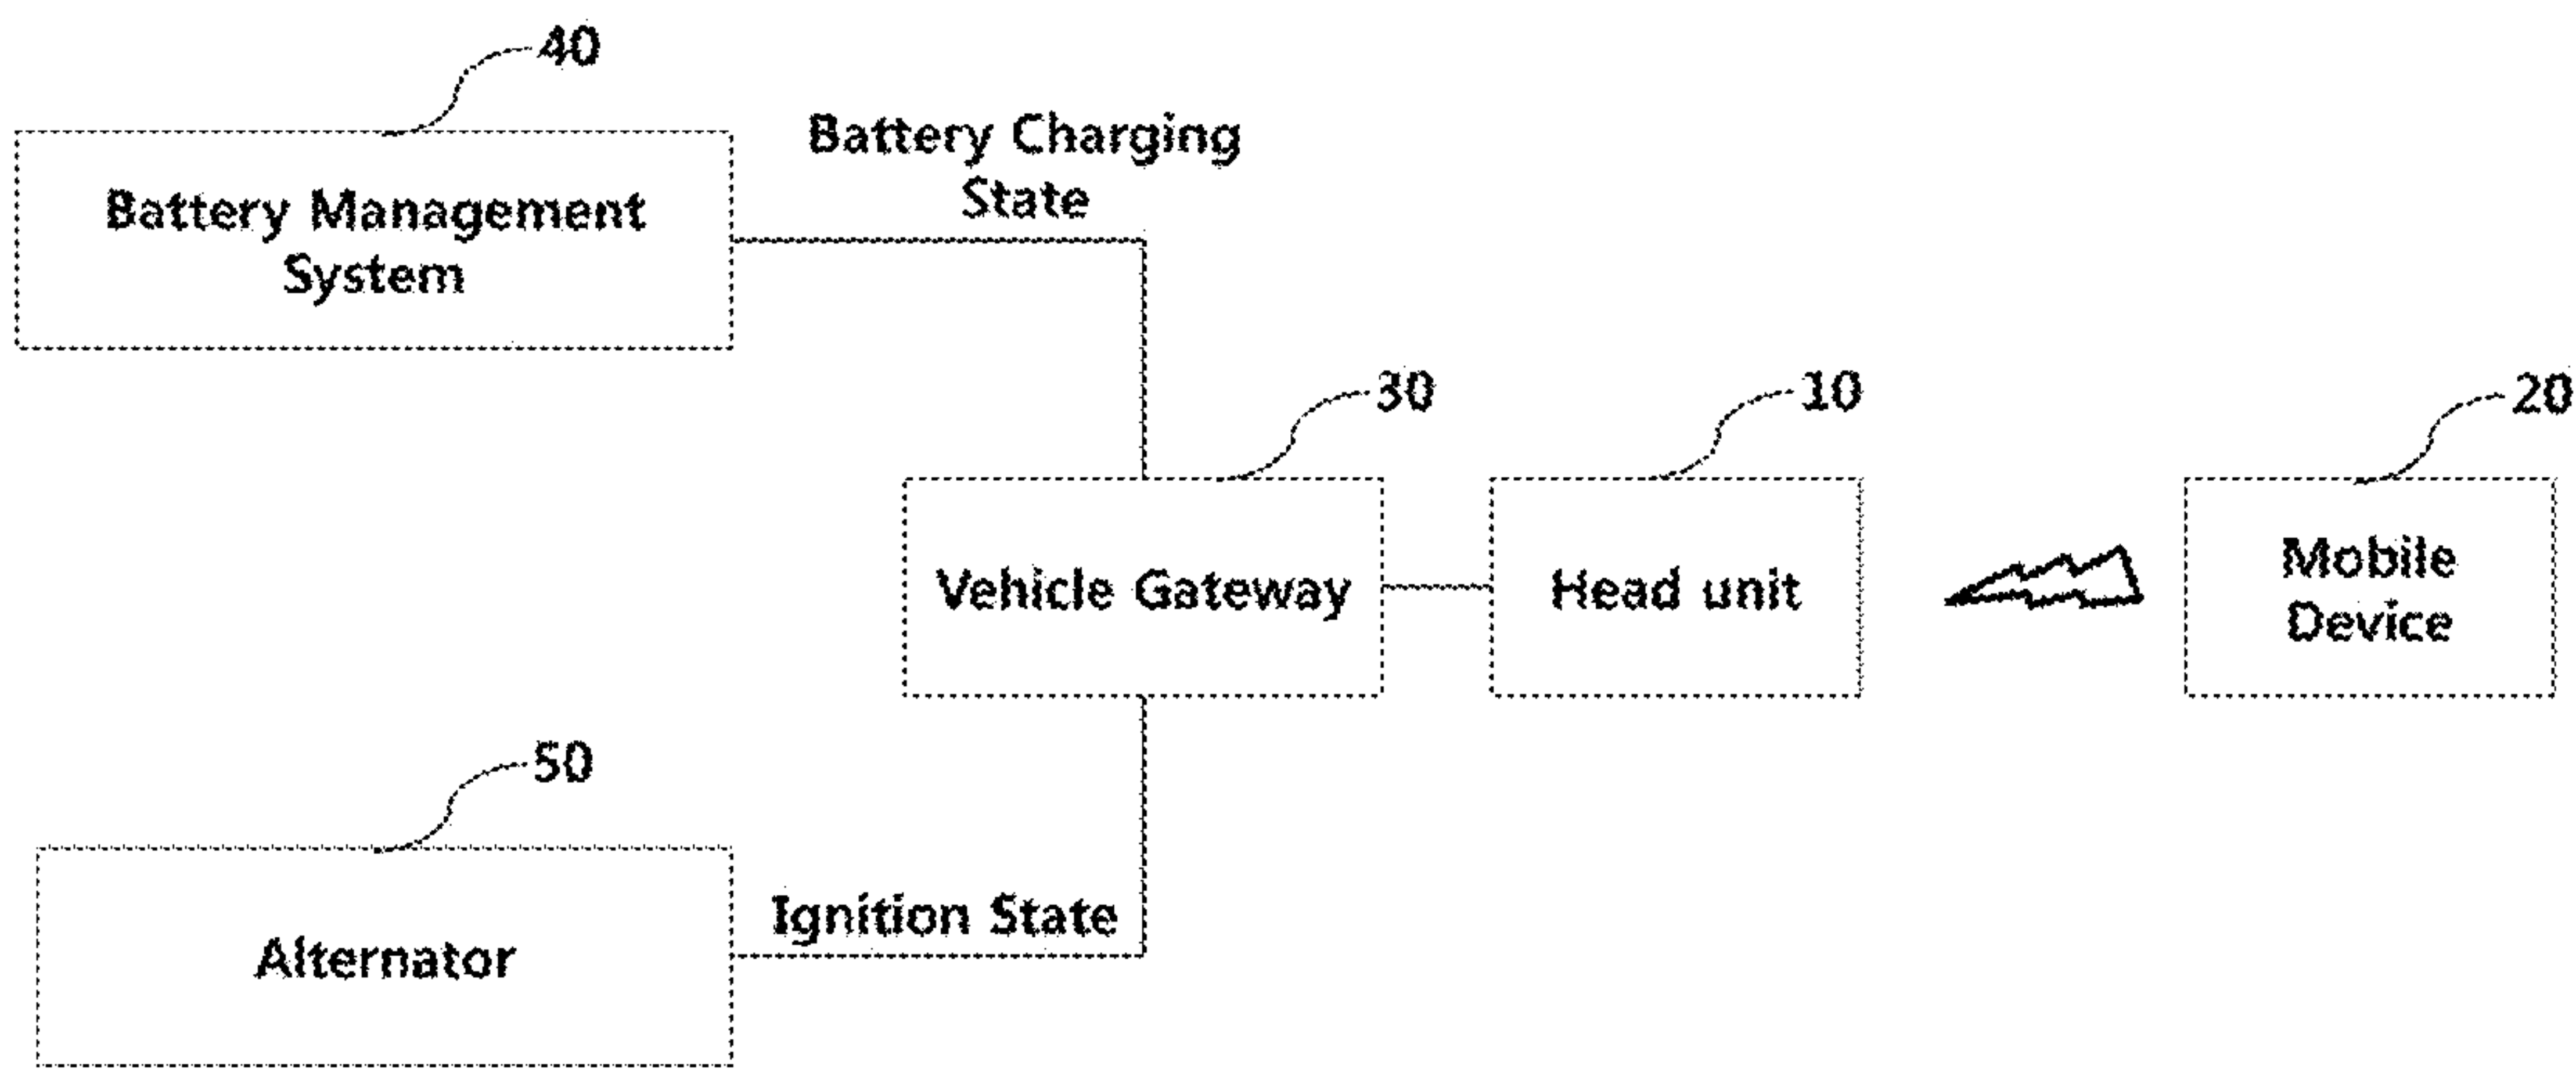 40
Battery Charging
State
Battery Management
System
30
10
20
Vehicle Gateway
Head unit
Mobile
Device
50
Ignition State
Alternator